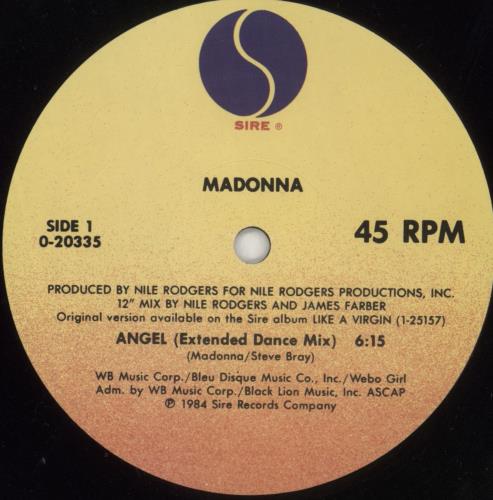 SIRE ®
MADONNA
SIDE 1
0-20335
45 RPM
PRODUCED BY NILE RODGERS FOR NILE RODGERS PRODUCTIONS, INC.
12" MIX BY NILE RODGERS AND JAMES FARBER
Original version available on the Sire album LIKE A VIRGIN (1-25157)
ANGEL (Extended Dance Mix) 6:15
(Madonna/Steve Bray)
WB Music Corp./Bleu Disque Music Co., Inc./Webo Girl
Adm. by WB Music Corp./Black Lion Music, Inc. ASCAP
℗ 1984 Sire Records Company